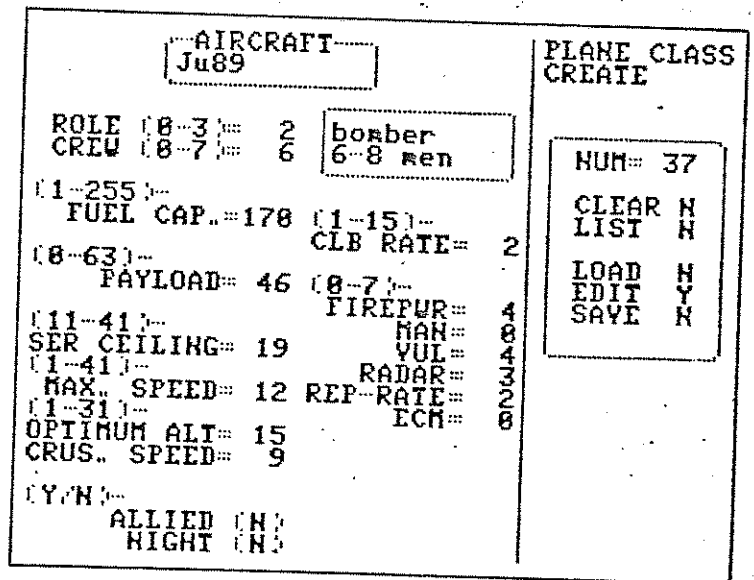 AIRCRAFT
Ju89
ROLE (0-3)= 2
CREW (0-7)= 6
bomber
6-8 men
(1-255)-
FUEL CAP.=170
(1-15)-
CLB RATE= 2
(0-63)-
PAYLOAD= 46
(0-7)-
FIREPWR= 4
MAN= 0
VUL= 4
RADAR= 3
REP-RATE= 2
ECM= 0
(11-41)-
SER CEILING= 19
(1-41)-
MAX. SPEED= 12
(1-31)-
OPTIMUM ALT= 15
CRUS. SPEED= 9
(Y/N)-
ALLIED (N)
NIGHT (N)
PLANE CLASS
CREATE
NUM= 37
CLEAR N
LIST N
LOAD N
EDIT Y
SAVE N